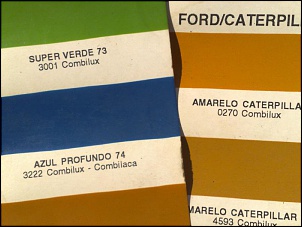 SUPER VERDE 73
3001 Combilux
AZUL PROFUNDO 74
3222 Combilux - Combilaca
FORD/CATERPIL
AMARELO CATERPILLA
0270 Combilux
MARELO CATERPILLAR
4593 Combilux